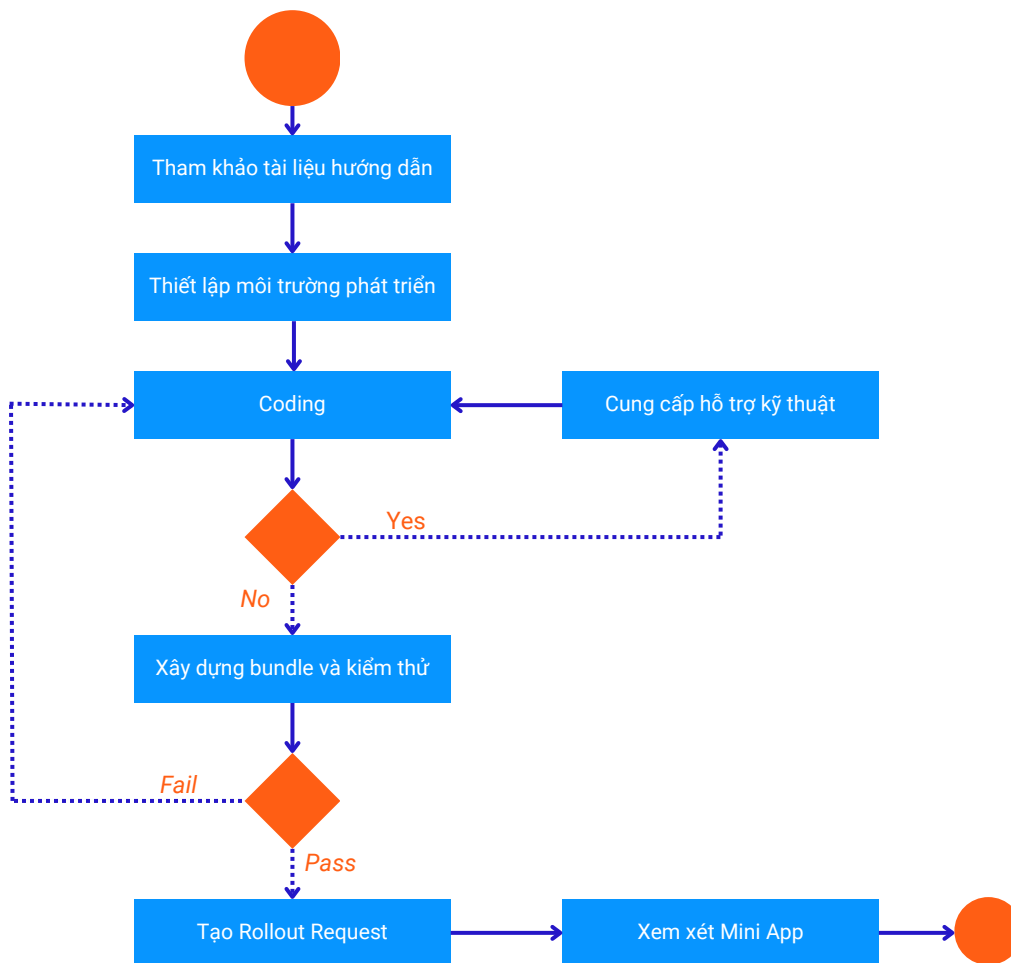 Tham khảo tài liệu hướng dẫn
Thiết lập môi trường phát triển
Coding
Cung cấp hỗ trợ kỹ thuật
Yes
No
Xây dựng bundle và kiểm thử
Fail
Pass
Tạo Rollout Request
Xem xét Mini App